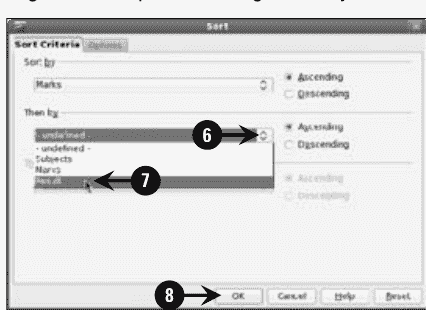 Sort
Sort Criteria Options
Sort by
Marks
Ascending
Descending
Then by
- undefined -
6
Ascending
Descending
- undefined -
Subjects
Marks
Result
7
Ascending
Descending
8
OK Cancel Help Reset